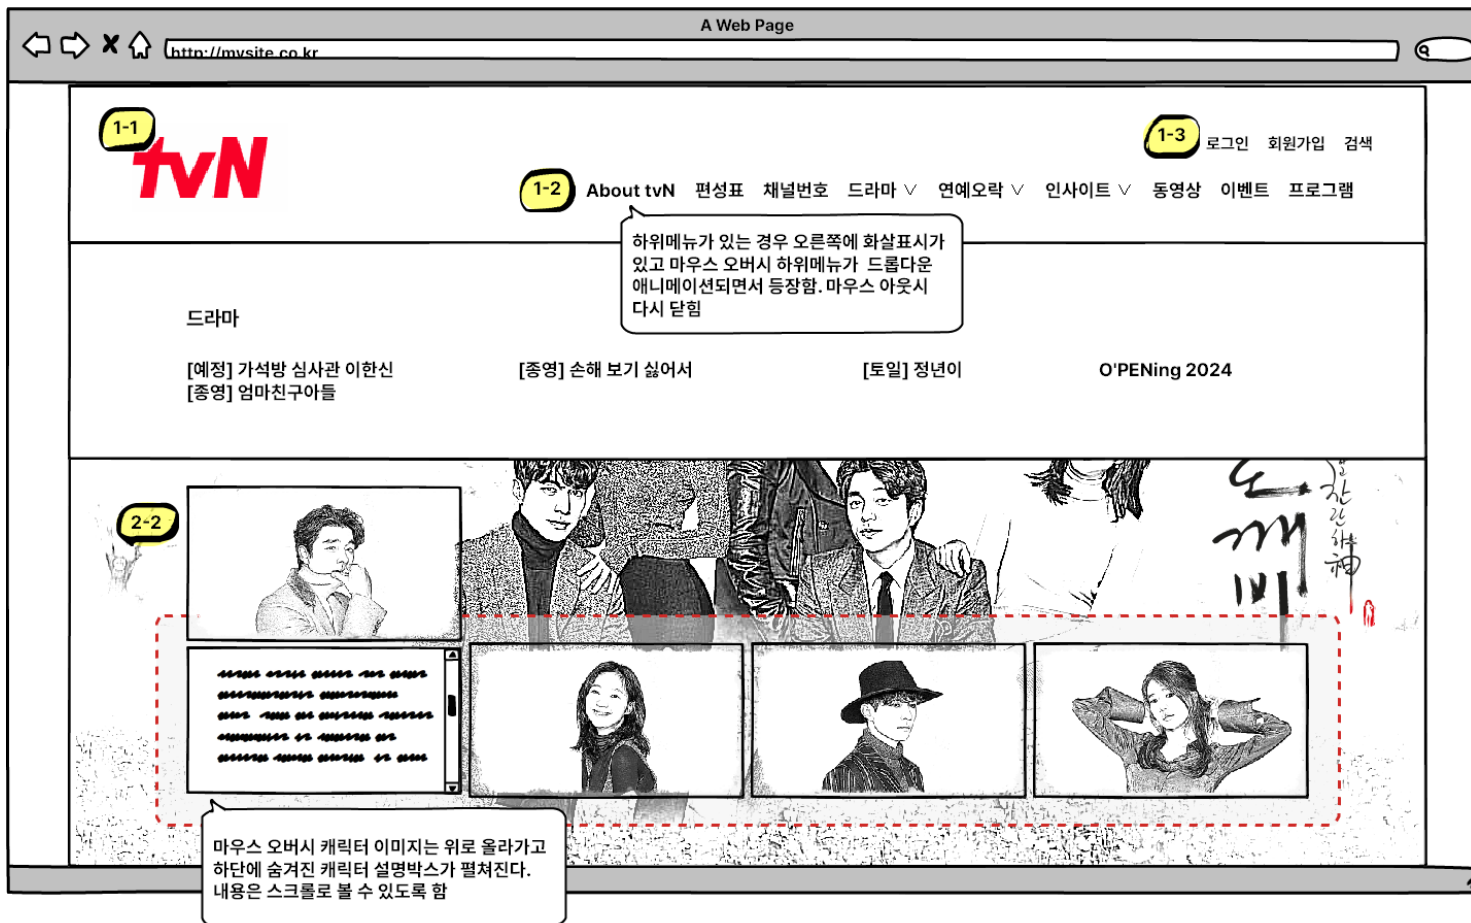 A Web Page
http://mysite.co.kr
1-1
tvN
1-3
로그인 회원가입 검색
1-2
About tvN 편성표 채널번호 드라마 ∨ 연예오락 ∨ 인사이트 ∨ 동영상 이벤트 프로그램
하위메뉴가 있는 경우 오른쪽에 화살표시가
있고 마우스 오버시 하위메뉴가 드롭다운
애니메이션되면서 등장함. 마우스 아웃시
다시 닫힘
드라마
[예정] 가석방 심사관 이한신 [종영] 손해 보기 싫어서 [토일] 정년이 O'PENing 2024
[종영] 엄마친구아들
2-2
도
깨
비
마우스 오버시 캐릭터 이미지는 위로 올라가고
하단에 숨겨진 캐릭터 설명박스가 펼쳐진다.
내용은 스크롤로 볼 수 있도록 함